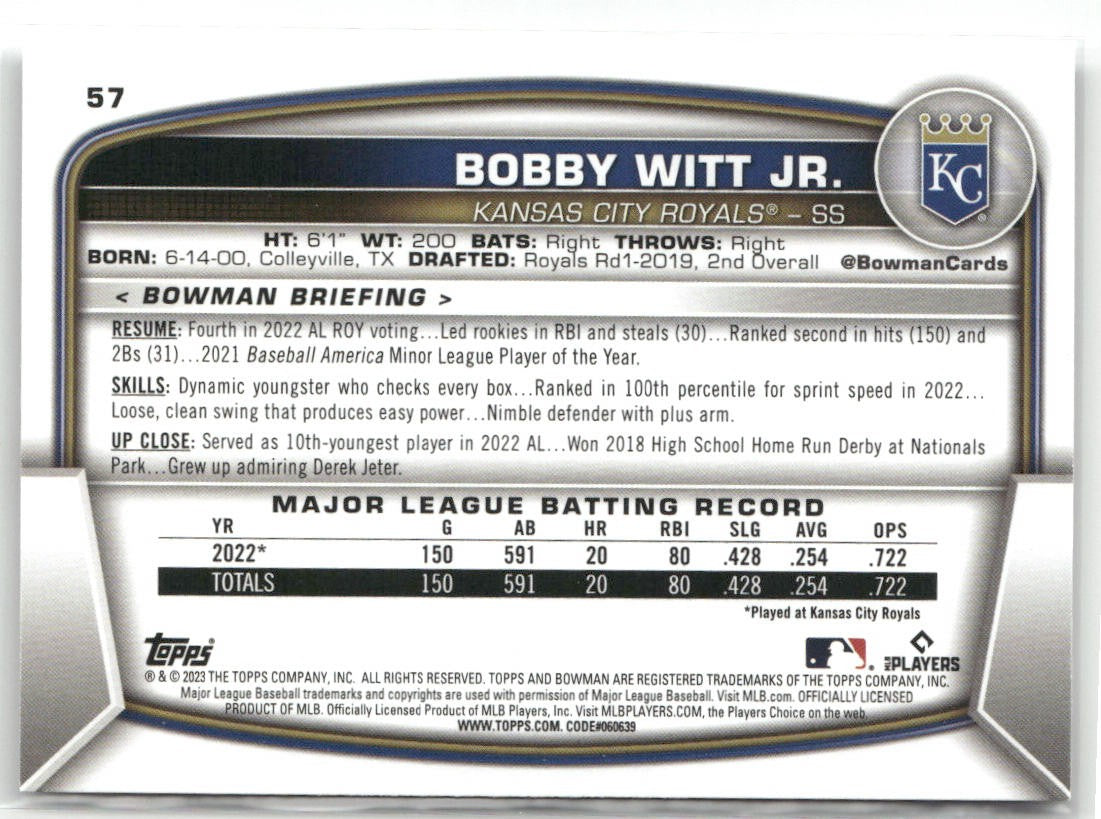 57
BOBBY WITT JR.
KC
®
KANSAS CITY ROYALS® – SS
HT: 6'1" WT: 200 BATS: Right THROWS: Right
BORN: 6-14-00, Colleyville, TX DRAFTED: Royals Rd1-2019, 2nd Overall @BowmanCards
< BOWMAN BRIEFING >
RESUME: Fourth in 2022 AL ROY voting...Led rookies in RBI and steals (30)...Ranked second in hits (150) and
2Bs (31)...2021 Baseball America Minor League Player of the Year.
SKILLS: Dynamic youngster who checks every box...Ranked in 100th percentile for sprint speed in 2022...
Loose, clean swing that produces easy power...Nimble defender with plus arm.
UP CLOSE: Served as 10th-youngest player in 2022 AL...Won 2018 High School Home Run Derby at Nationals
Park...Grew up admiring Derek Jeter.
MAJOR LEAGUE BATTING RECORD
YR G AB HR RBI SLG AVG OPS
2022* 150 591 20 80 .428 .254 .722
TOTALS 150 591 20 80 .428 .254 .722
*Played at Kansas City Royals
Topps® MLB PLAYERS
® & © 2023 THE TOPPS COMPANY, INC. ALL RIGHTS RESERVED. TOPPS AND BOWMAN ARE REGISTERED TRADEMARKS OF THE TOPPS COMPANY, INC.
Major League Baseball trademarks and copyrights are used with permission of Major League Baseball. Visit MLB.com. OFFICIALLY LICENSED
PRODUCT OF MLB. Officially Licensed Product of MLB Players, Inc. Visit MLBPLAYERS.COM, the Players Choice on the web.
WWW.TOPPS.COM. CODE#060639